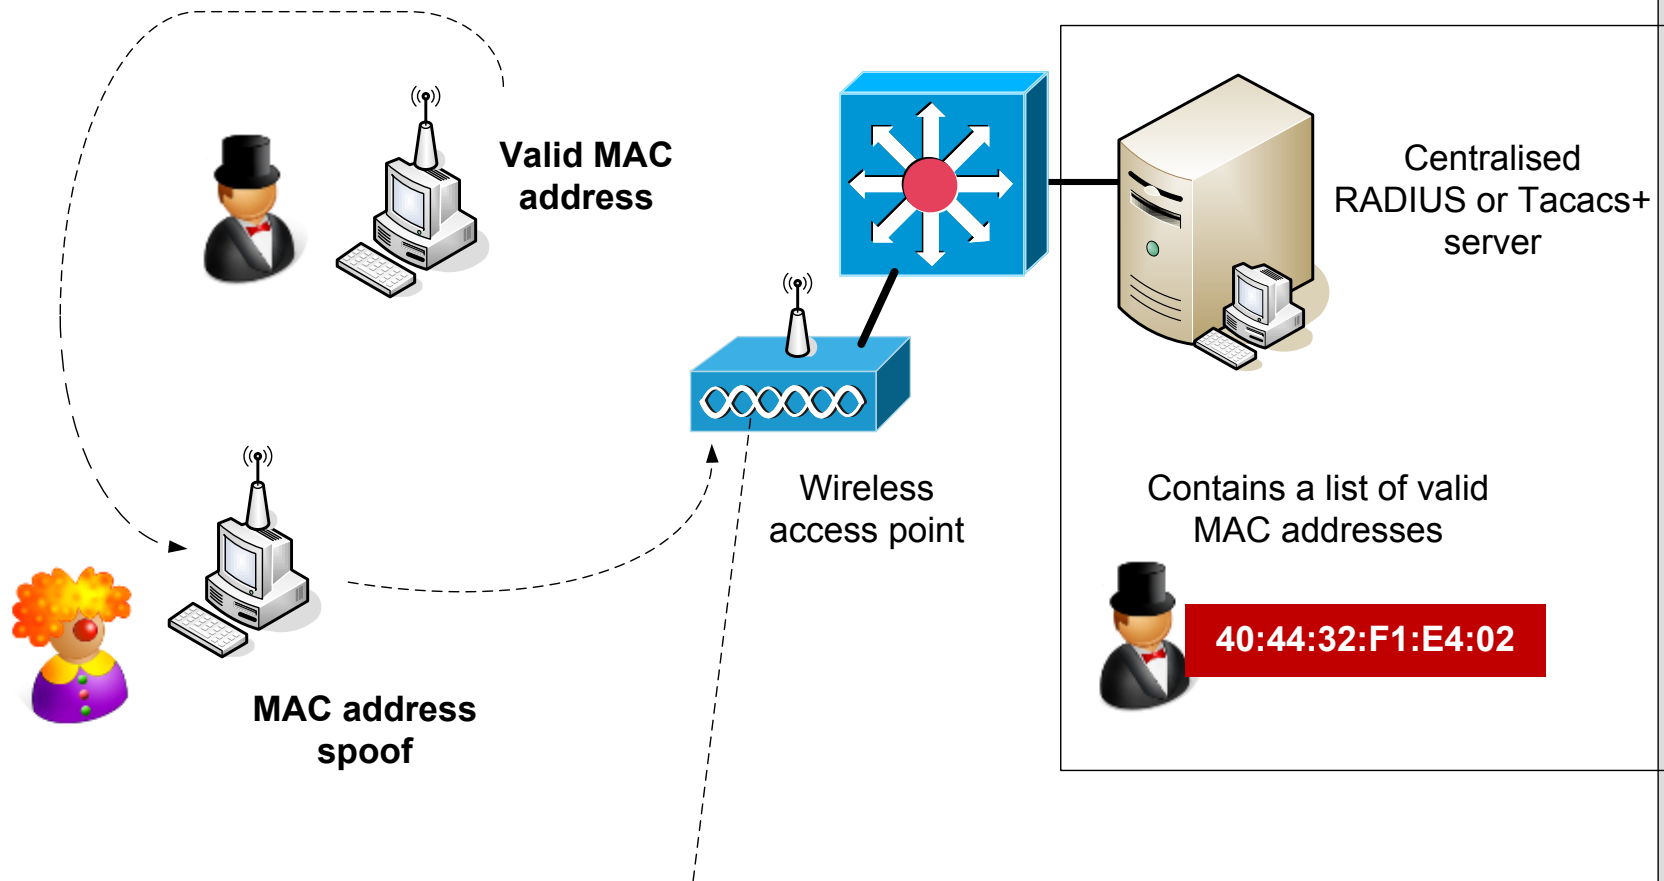 Valid MAC
address
Centralised
RADIUS or Tacacs+
server
Wireless
access point
Contains a list of valid
MAC addresses
40:44:32:F1:E4:02
MAC address
spoof